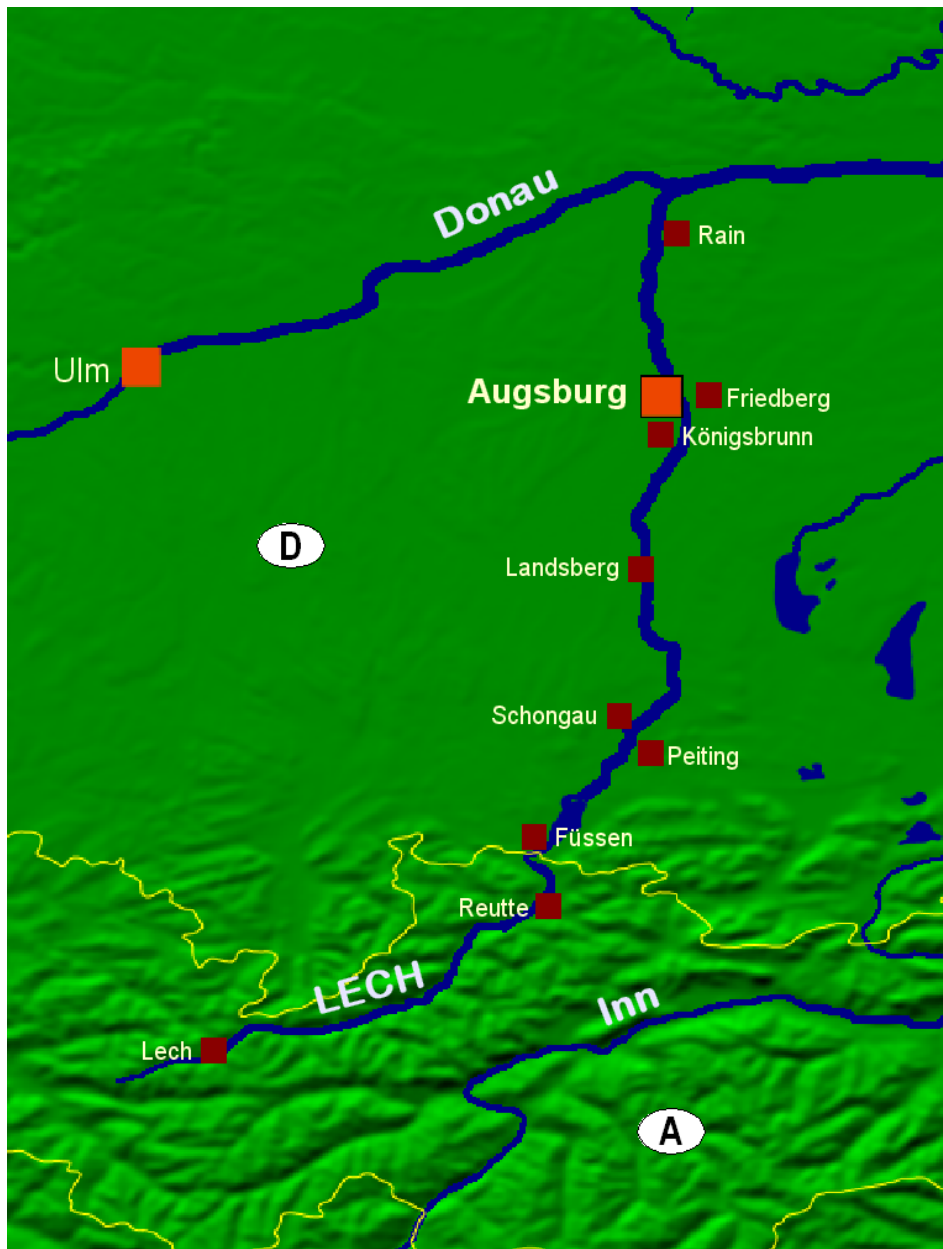 Donau
Rain
Ulm
Augsburg
Friedberg
Königsbrunn
D
Landsberg
Schongau
Peiting
Füssen
Reutte
LECH
Inn
Lech
A